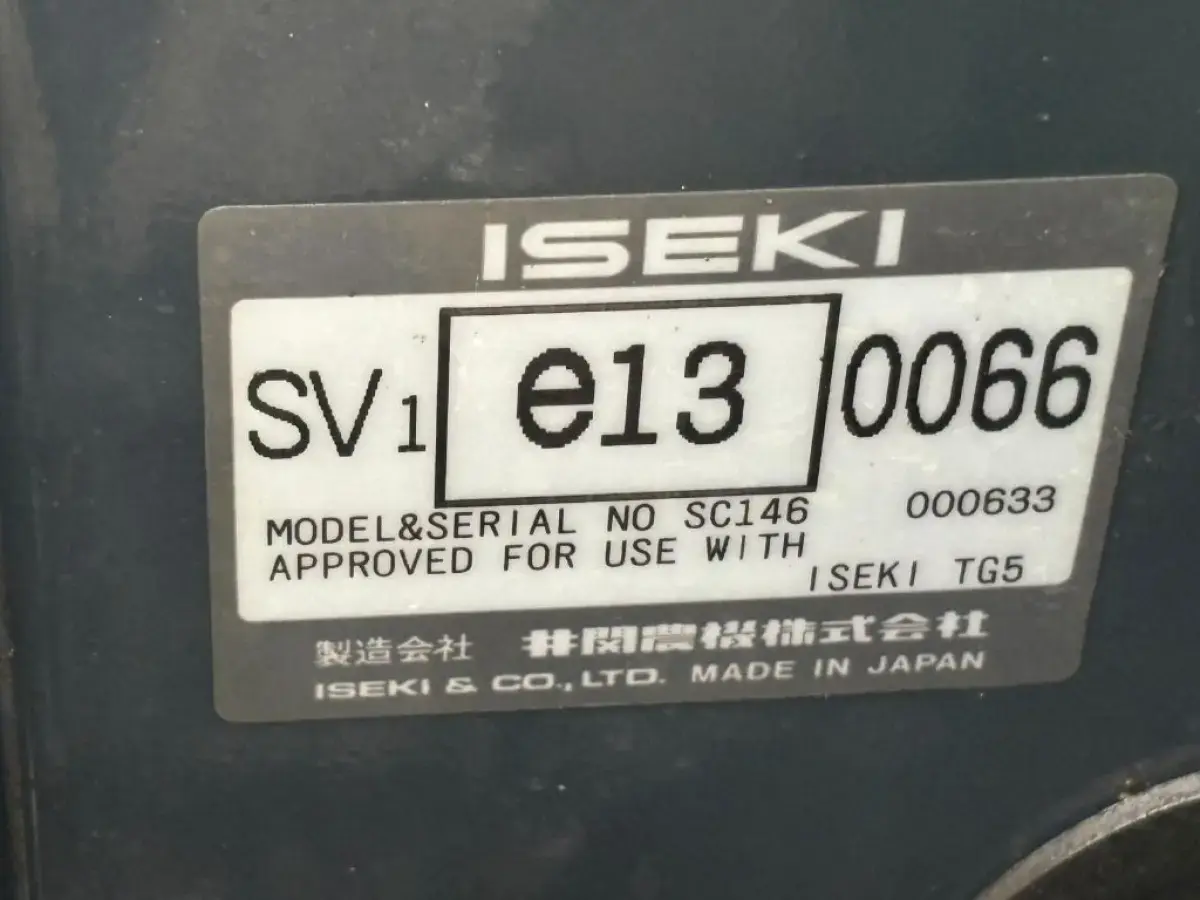 ISEKI
SV1 e13 0066
MODEL&SERIAL NO SC146 000633
APPROVED FOR USE WITH
ISEKI TG5
製造会社 井関農機株式会社
ISEKI & CO., LTD. MADE IN JAPAN